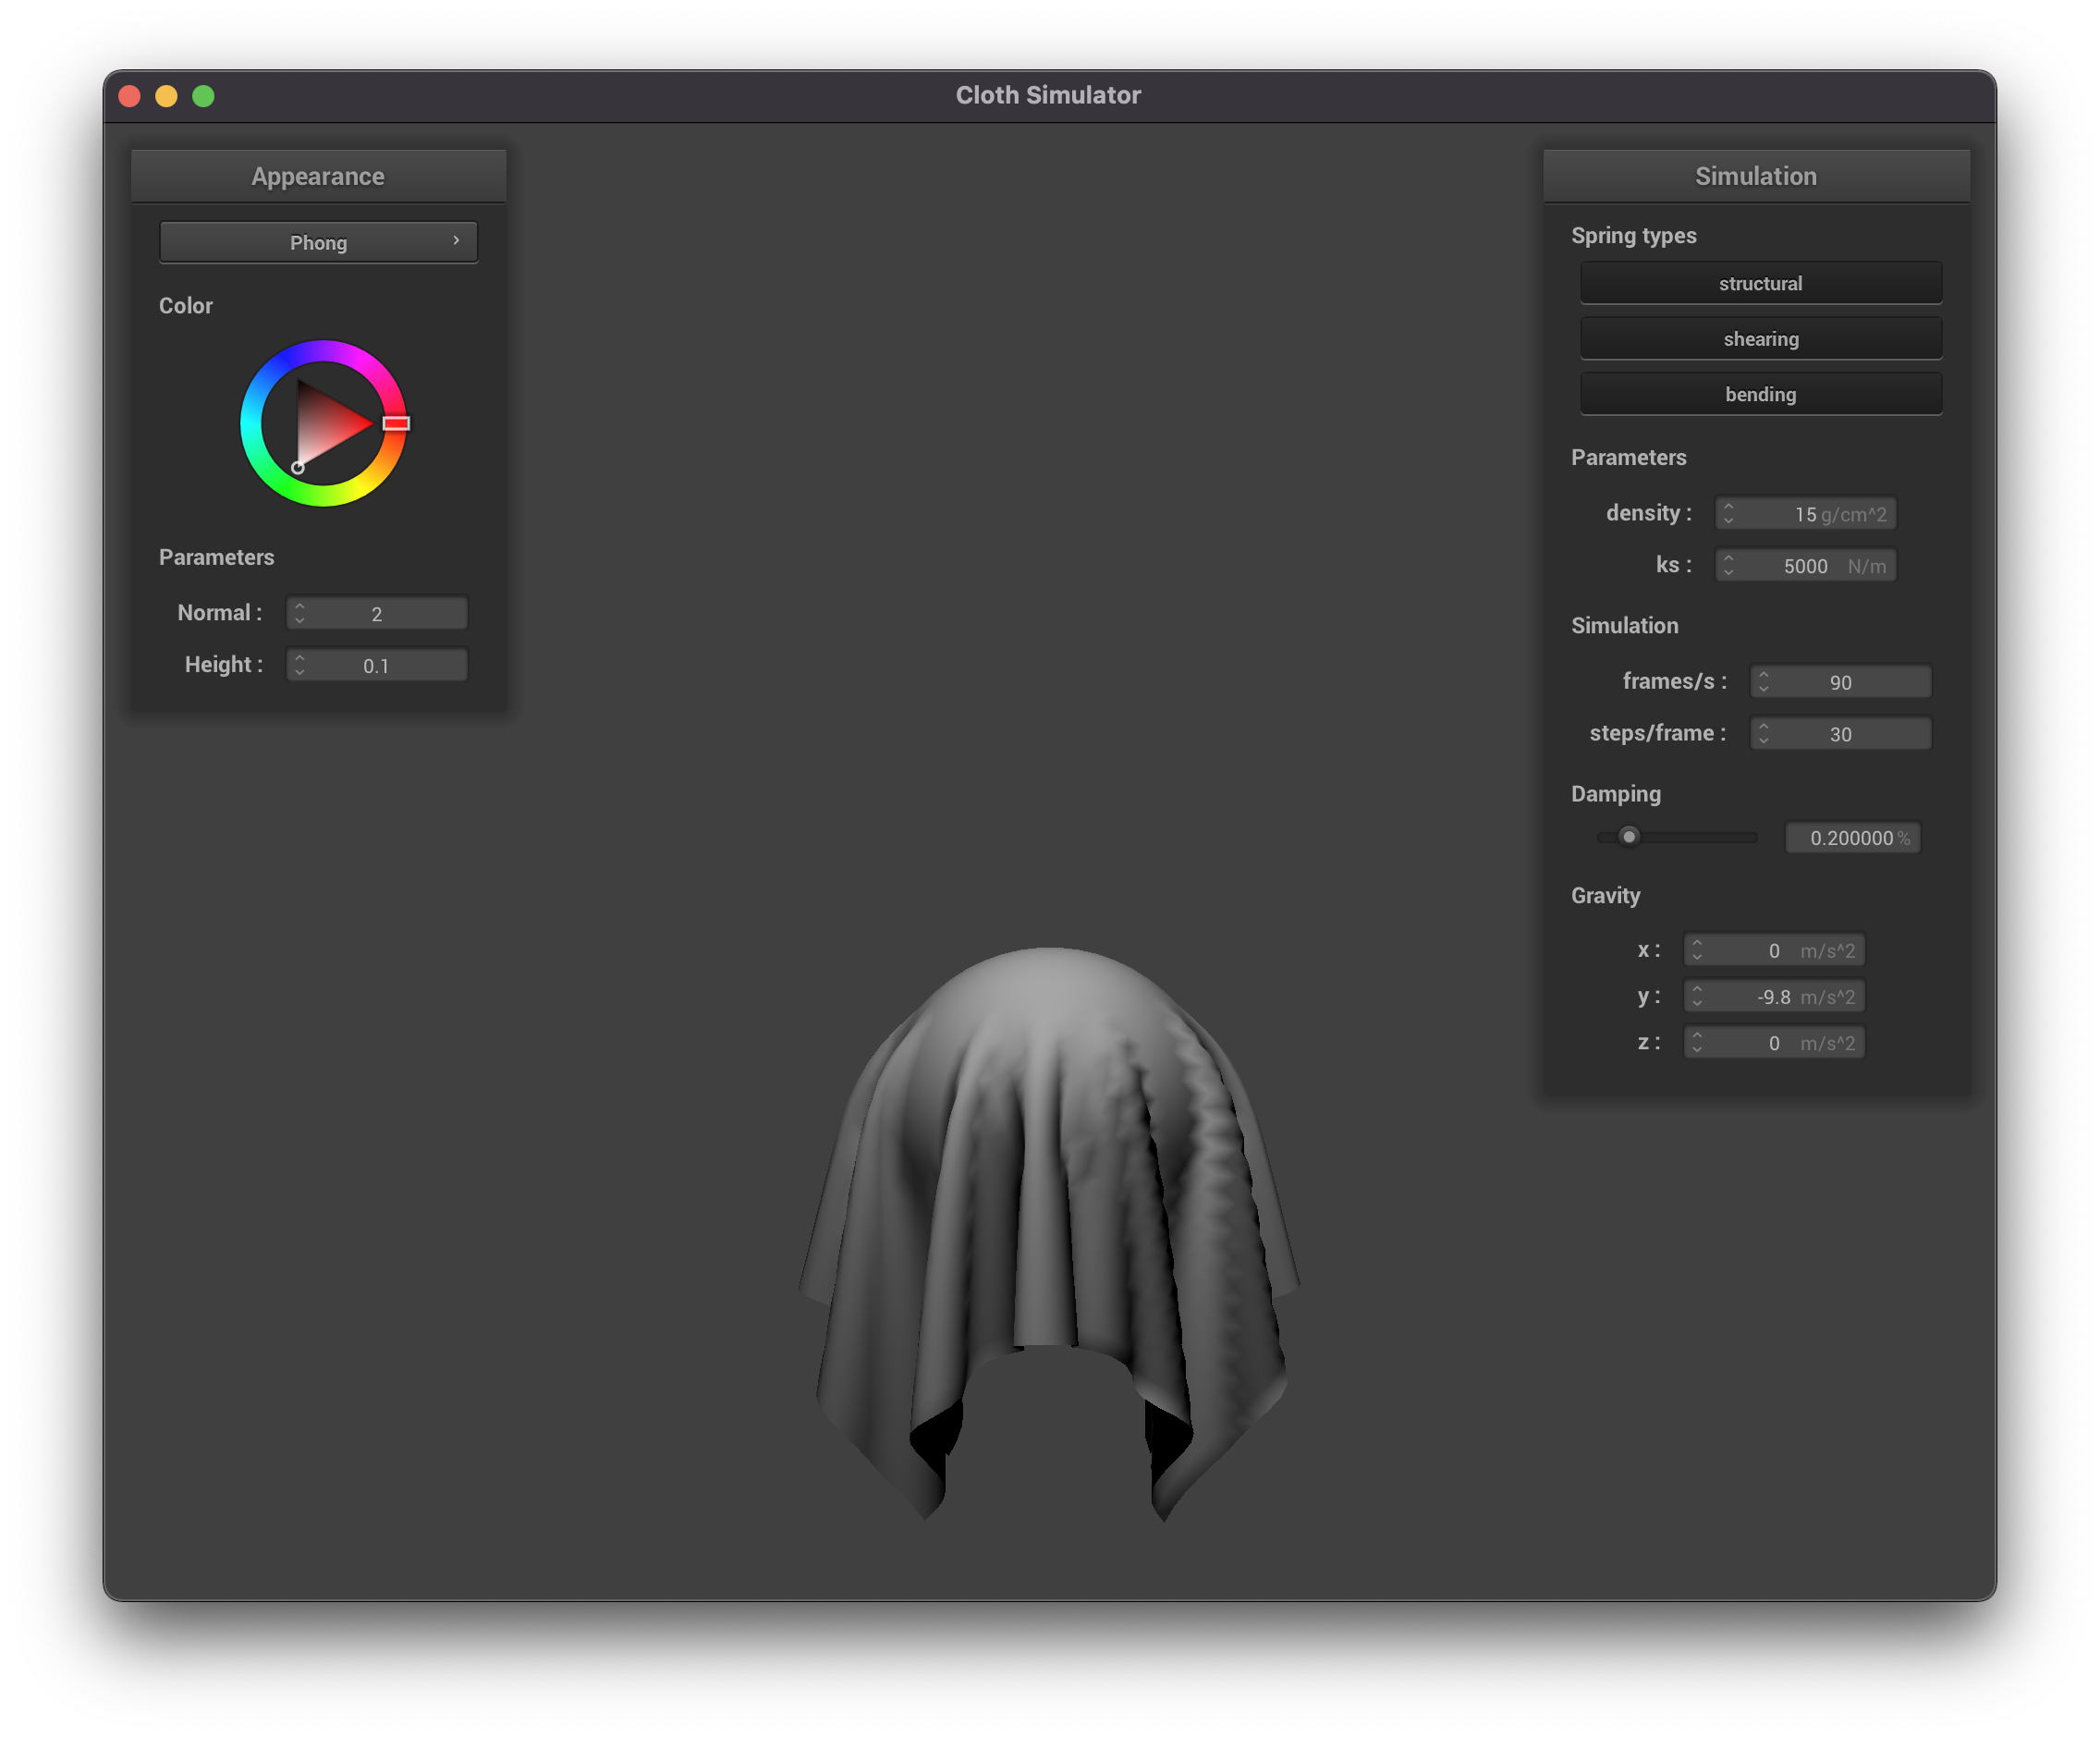 Cloth Simulator
Appearance
Phong
Color
Parameters
Normal : 2
Height : 0.1
Simulation
Spring types
structural
shearing
bending
Parameters
density : 15 g/cm^2
ks : 5000 N/m
Simulation
frames/s : 90
steps/frame : 30
Damping
0.200000 %
Gravity
x : 0 m/s^2
y : -9.8 m/s^2
z : 0 m/s^2